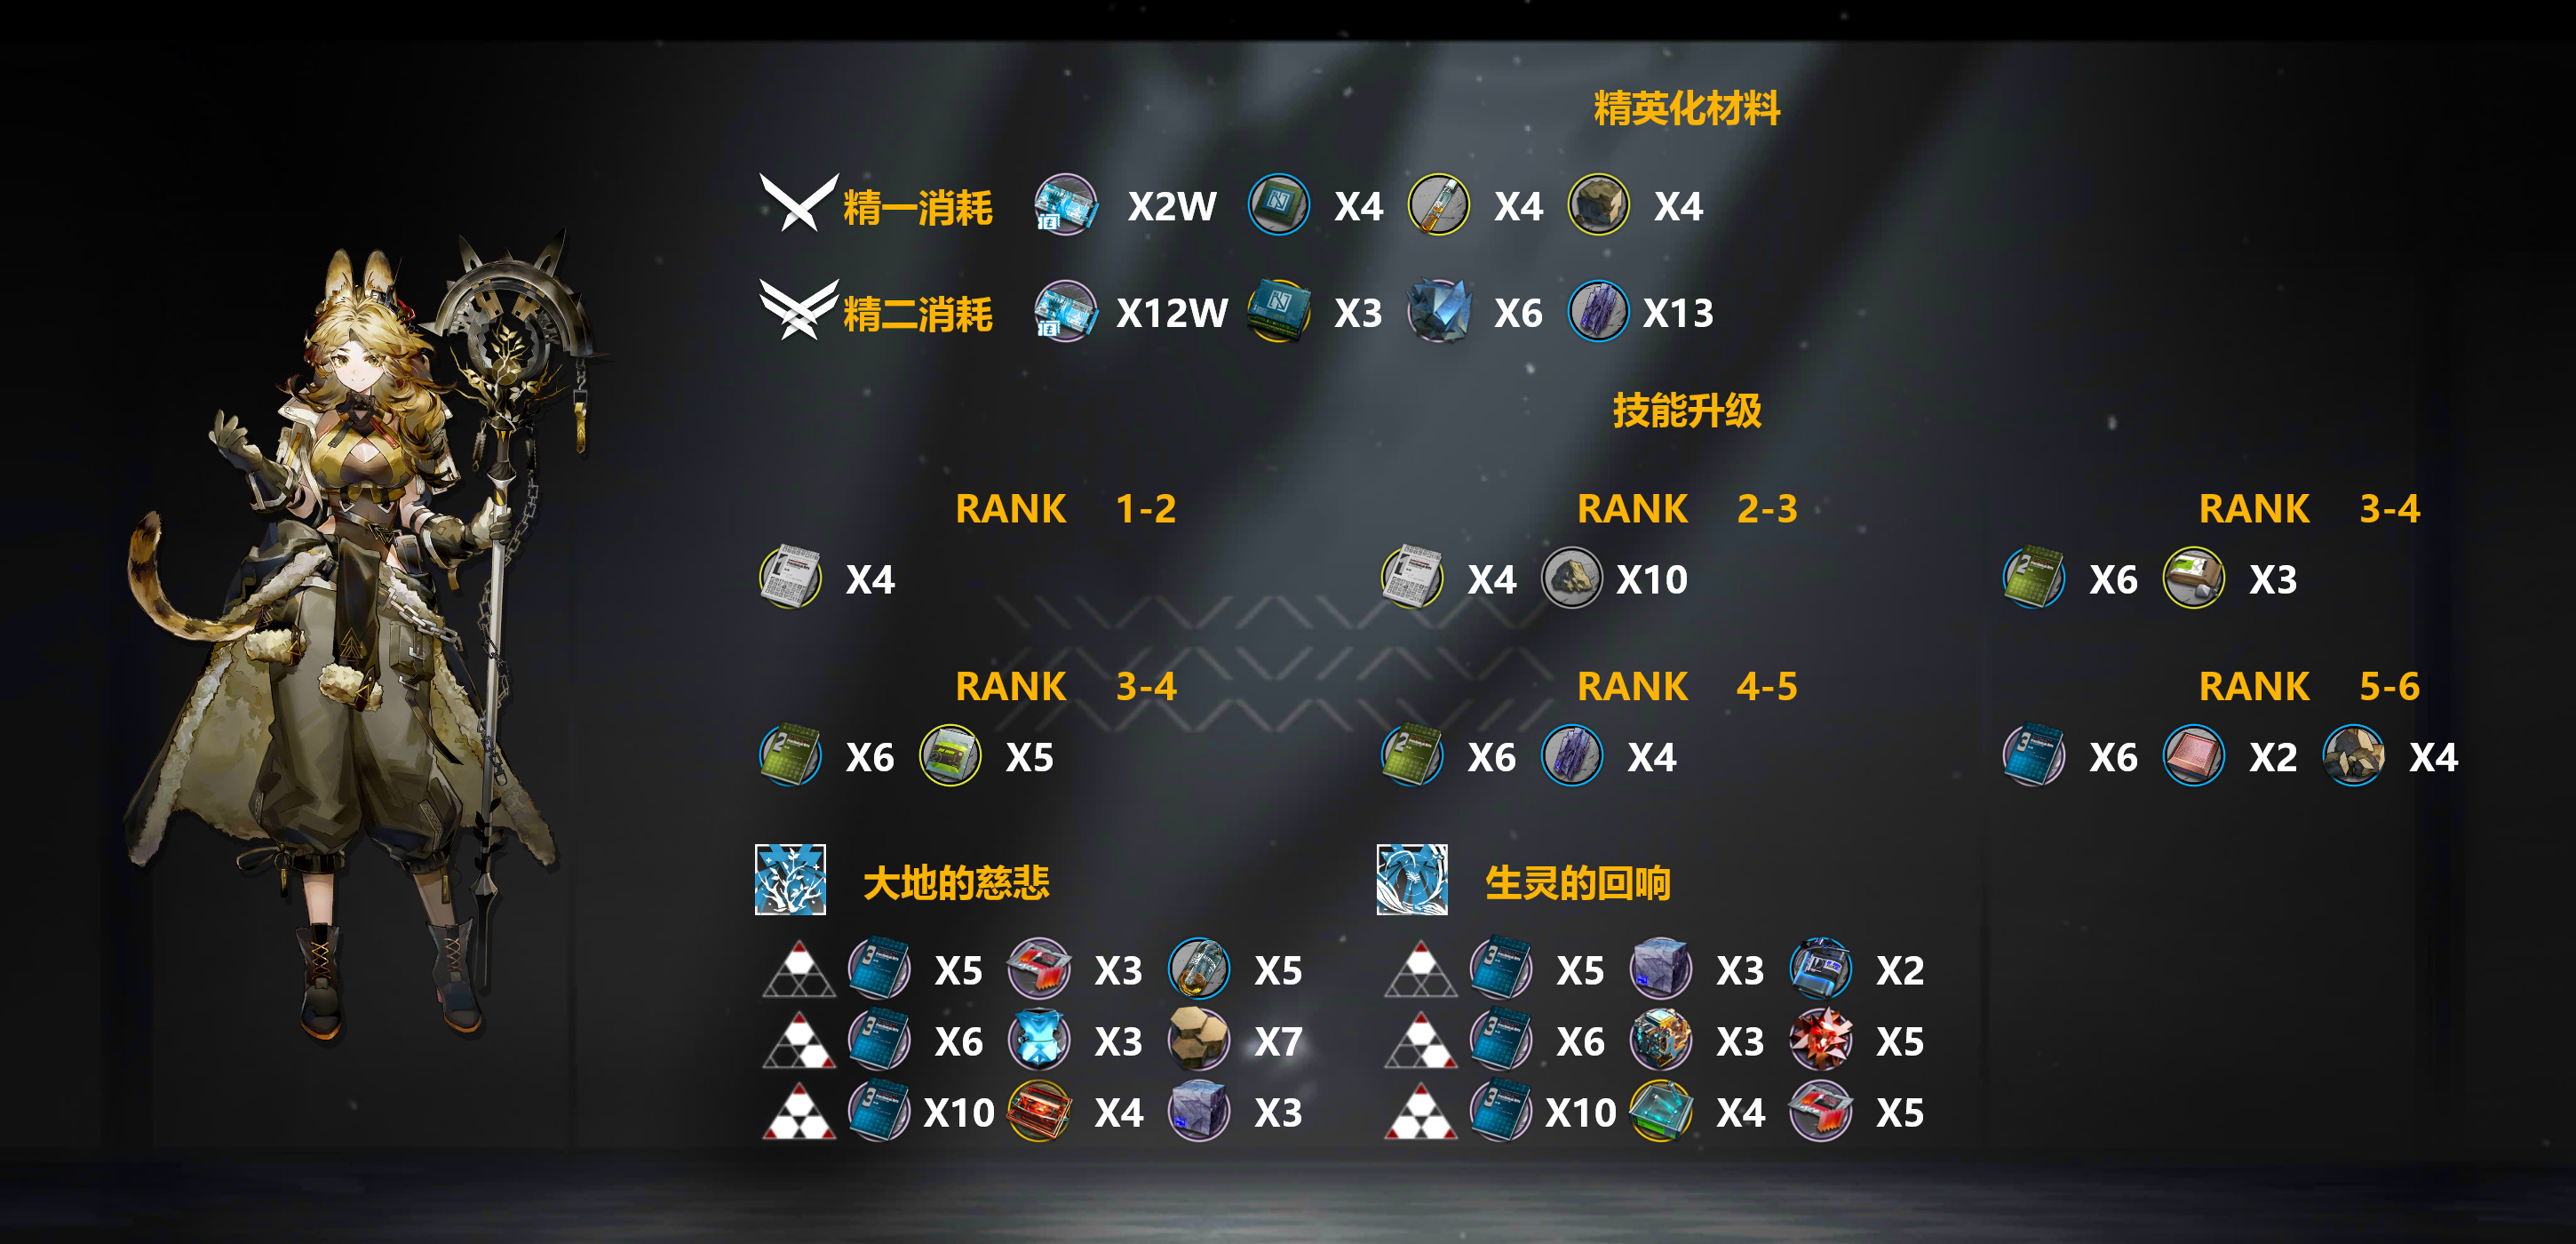 精英化材料
精一消耗 X2W X4 X4 X4
精二消耗 X12W X3 X6 X13
技能升级
RANK 1-2 RANK 2-3 RANK 3-4
X4 X4 X10 X6 X3
RANK 3-4 RANK 4-5 RANK 5-6
X6 X5 X6 X4 X6 X2 X4
大地的慈悲 生灵的回响
X5 X3 X5 X5 X3 X2
X6 X3 X7 X6 X3 X5
X10 X4 X3 X10 X4 X5